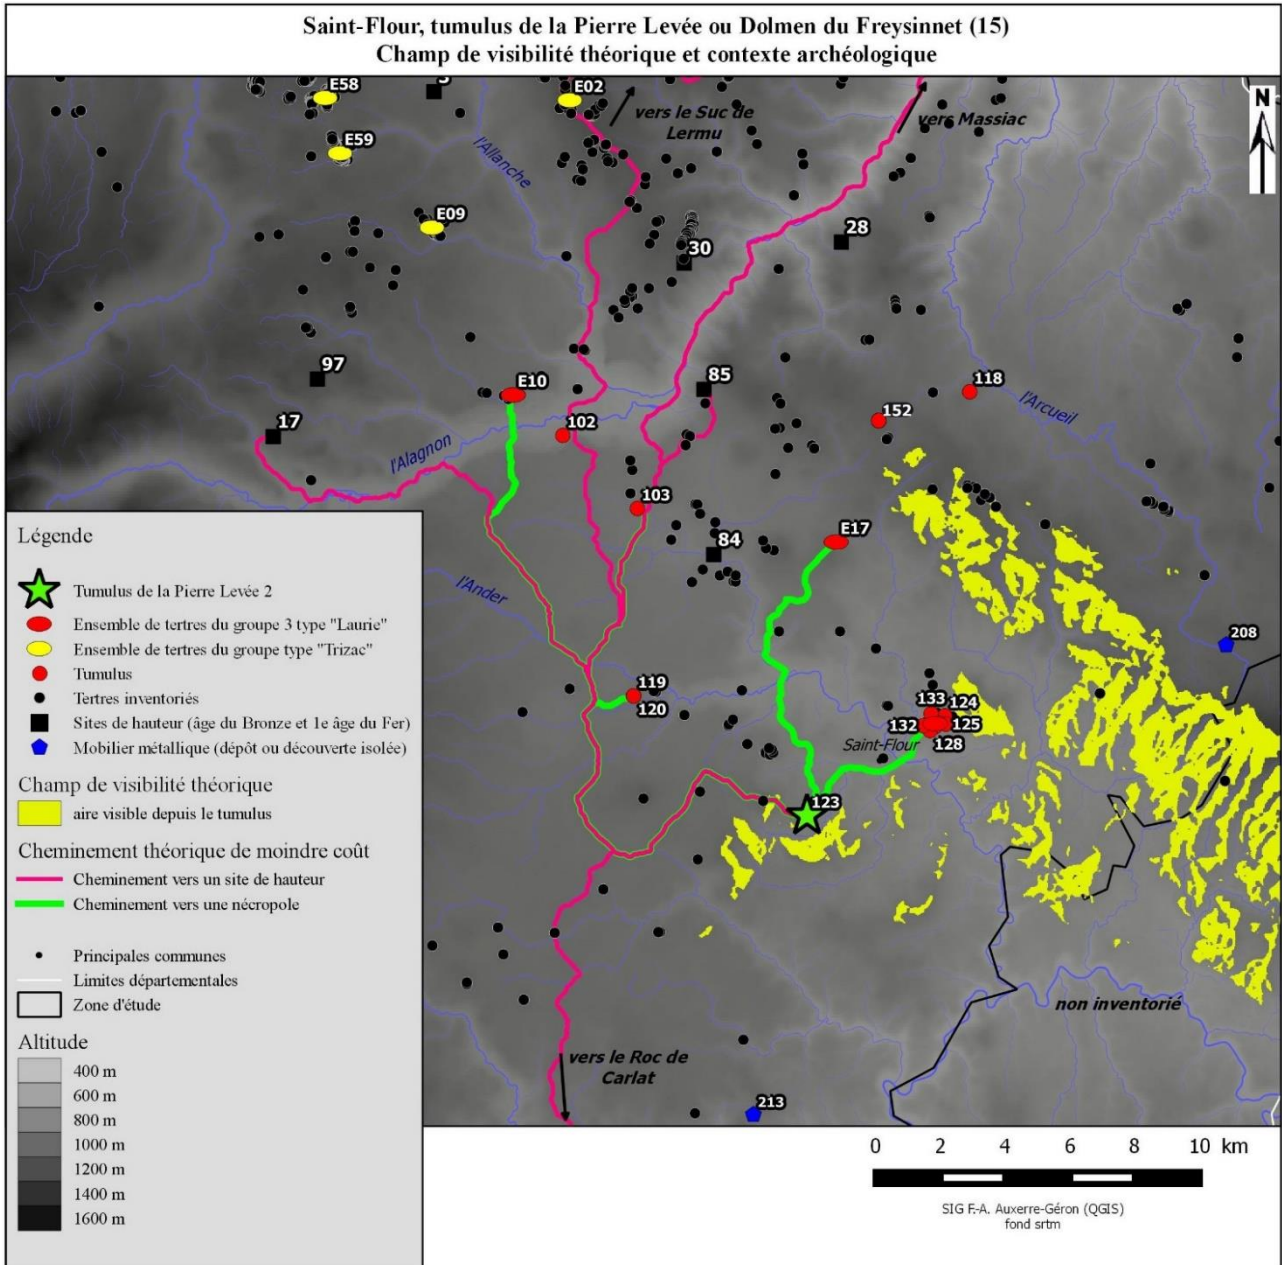 Saint-Flour, tumulus de la Pierre Levée ou Dolmen du Freysinnet (15)
Champ de visibilité théorique et contexte archéologique
E58
E02
vers le Suc de
Lermu
vers Massiac
N
E59
l'Allanche
E09
30
28
97
E10
85
118
17
102
152
l'Arcueil
l'Alagnon
103
E17
84
l'Ander
208
119
120
133
124
132
125
128
Saint-Flour
123
non inventorié
vers le Roc de
Carlat
213
Légende
Tumulus de la Pierre Levée 2
Ensemble de tertres du groupe 3 type "Laurie"
Ensemble de tertres du groupe type "Trizac"
Tumulus
Tertres inventoriés
Sites de hauteur (âge du Bronze et 1e âge du Fer)
Mobilier métallique (dépôt ou découverte isolée)
Champ de visibilité théorique
aire visible depuis le tumulus
Cheminement théorique de moindre coût
Cheminement vers un site de hauteur
Cheminement vers une nécropole
Principales communes
Limites départementales
Zone d'étude
Altitude
400 m
600 m
800 m
1000 m
1200 m
1400 m
1600 m
0 2 4 6 8 10 km
SIG F.-A. Auxerre-Géron (QGIS)
fond srtm